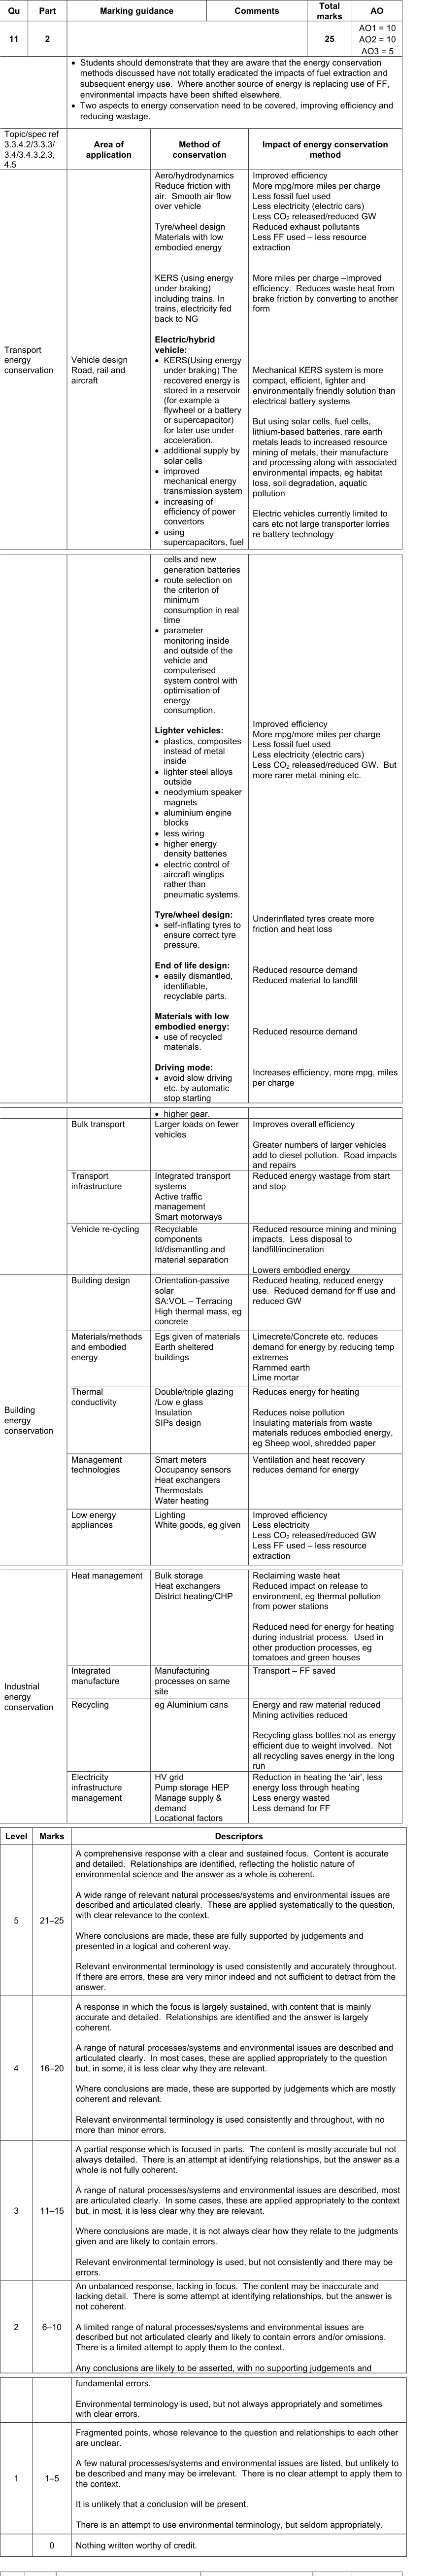 Qu Part Marking guidance Comments Total marks AO
11 2 25 AO1 = 10
AO2 = 10
AO3 = 5
• Students should demonstrate that they are aware that the energy conservation
methods discussed have not totally eradicated the impacts of fuel extraction and
subsequent energy use. Where another source of energy is replacing use of FF,
environmental impacts have been shifted elsewhere.
• Two aspects to energy conservation need to be covered, improving efficiency and
reducing wastage.
Topic/spec ref
3.3.4.2/3.3.3/
3.4/3.4.3.2.3,
4.5
Area of
application
Method of
conservation
Impact of energy conservation
method
Transport
energy
conservation
Vehicle design
Road, rail and
aircraft
Aero/hydrodynamics
Reduce friction with
air. Smooth air flow
over vehicle
Tyre/wheel design
Materials with low
embodied energy
Improved efficiency
More mpg/more miles per charge
Less fossil fuel used
Less electricity (electric cars)
Less CO₂ released/reduced GW
Reduced exhaust pollutants
Less FF used – less resource
extraction
KERS (using energy
under braking)
including trains. In
trains, electricity fed
back to NG
More miles per charge –improved
efficiency. Reduces waste heat from
brake friction by converting to another
form
Electric/hybrid
vehicle:
• KERS(Using energy
under braking) The
recovered energy is
stored in a reservoir
(for example a
flywheel or a battery
or supercapacitor)
for later use under
acceleration.
• additional supply by
solar cells
• improved
mechanical energy
transmission system
• increasing of
efficiency of power
convertors
• using
supercapacitors, fuel
Mechanical KERS system is more
compact, efficient, lighter and
environmentally friendly solution than
electrical battery systems
But using solar cells, fuel cells,
lithium-based batteries, rare earth
metals leads to increased resource
mining of metals, their manufacture
and processing along with associated
environmental impacts, eg habitat
loss, soil degradation, aquatic
pollution
Electric vehicles currently limited to
cars etc not large transporter lorries
re battery technology
cells and new
generation batteries
• route selection on
the criterion of
minimum
consumption in real
time
• parameter
monitoring inside
and outside of the
vehicle and
computerised
system control with
optimisation of
energy
consumption.
Lighter vehicles:
• plastics, composites
instead of metal
inside
• lighter steel alloys
outside
• neodymium speaker
magnets
• aluminium engine
blocks
• less wiring
• higher energy
density batteries
• electric control of
aircraft wingtips
rather than
pneumatic systems.
Improved efficiency
More mpg/more miles per charge
Less fossil fuel used
Less electricity (electric cars)
Less CO₂ released/reduced GW. But
more rarer metal mining etc.
Tyre/wheel design:
• self-inflating tyres to
ensure correct tyre
pressure.
Underinflated tyres create more
friction and heat loss
End of life design:
• easily dismantled,
identifiable,
recyclable parts.
Reduced resource demand
Reduced material to landfill
Materials with low
embodied energy:
• use of recycled
materials.
Reduced resource demand
Driving mode:
• avoid slow driving
etc. by automatic
stop starting
Increases efficiency, more mpg, miles
per charge
• higher gear.
Bulk transport
Larger loads on fewer
vehicles
Improves overall efficiency
Greater numbers of larger vehicles
add to diesel pollution. Road impacts
and repairs
Transport
infrastructure
Integrated transport
systems
Active traffic
management
Smart motorways
Reduced energy wastage from start
and stop
Vehicle re-cycling
Recyclable
components
Id/dismantling and
material separation
Reduced resource mining and mining
impacts. Less disposal to
landfill/incineration
Lowers embodied energy
Building
energy
conservation
Building design
Orientation-passive
solar
SA:VOL – Terracing
High thermal mass, eg
concrete
Reduced heating, reduced energy
use. Reduced demand for ff use and
reduced GW
Materials/methods
and embodied
energy
Egs given of materials
Earth sheltered
buildings
Limecrete/Concrete etc. reduces
demand for energy by reducing temp
extremes
Rammed earth
Lime mortar
Thermal
conductivity
Double/triple glazing
/Low e glass
Insulation
SIPs design
Reduces energy for heating
Reduces noise pollution
Insulating materials from waste
materials reduces embodied energy,
eg Sheep wool, shredded paper
Management
technologies
Smart meters
Occupancy sensors
Heat exchangers
Thermostats
Water heating
Ventilation and heat recovery
reduces demand for energy
Low energy
appliances
Lighting
White goods, eg given
Improved efficiency
Less electricity
Less CO₂ released/reduced GW
Less FF used – less resource
extraction
Industrial
energy
conservation
Heat management
Bulk storage
Heat exchangers
District heating/CHP
Reclaiming waste heat
Reduced impact on release to
environment, eg thermal pollution
from power stations
Reduced need for energy for heating
during industrial process. Used in
other production processes, eg
tomatoes and green houses
Integrated
manufacture
Manufacturing
processes on same
site
Transport – FF saved
Recycling
eg Aluminium cans
Energy and raw material reduced
Mining activities reduced
Recycling glass bottles not as energy
efficient due to weight involved. Not
all recycling saves energy in the long
run
Electricity
infrastructure
management
HV grid
Pump storage HEP
Manage supply &
demand
Locational factors
Reduction in heating the ‘air’, less
energy loss through heating
Less energy wasted
Less demand for FF
Level Marks Descriptors
5 21–25
A comprehensive response with a clear and sustained focus. Content is accurate
and detailed. Relationships are identified, reflecting the holistic nature of
environmental science and the answer as a whole is coherent.
A wide range of relevant natural processes/systems and environmental issues are
described and articulated clearly. These are applied systematically to the question,
with clear relevance to the context.
Where conclusions are made, these are fully supported by judgements and
presented in a logical and coherent way.
Relevant environmental terminology is used consistently and accurately throughout.
If there are errors, these are very minor indeed and not sufficient to detract from the
answer.
4 16–20
A response in which the focus is largely sustained, with content that is mainly
accurate and detailed. Relationships are identified and the answer is largely
coherent.
A range of natural processes/systems and environmental issues are described and
articulated clearly. In most cases, these are applied appropriately to the question
but, in some, it is less clear why they are relevant.
Where conclusions are made, these are supported by judgements which are mostly
coherent and relevant.
Relevant environmental terminology is used consistently and throughout, with no
more than minor errors.
3 11–15
A partial response which is focused in parts. The content is mostly accurate but not
always detailed. There is an attempt at identifying relationships, but the answer as a
whole is not fully coherent.
A range of natural processes/systems and environmental issues are described, most
are articulated clearly. In some cases, these are applied appropriately to the context
but, in most, it is less clear why they are relevant.
Where conclusions are made, it is not always clear how they relate to the judgments
given and are likely to contain errors.
Relevant environmental terminology is used, but not consistently and there may be
errors.
2 6–10
An unbalanced response, lacking in focus. The content may be inaccurate and
lacking detail. There is some attempt at identifying relationships, but the answer is
not coherent.
A limited range of natural processes/systems and environmental issues are
described but not articulated clearly and likely to contain errors and/or omissions.
There is a limited attempt to apply them to the context.
Any conclusions are likely to be asserted, with no supporting judgements and
fundamental errors.
Environmental terminology is used, but not always appropriately and sometimes
with clear errors.
1 1–5
Fragmented points, whose relevance to the question and relationships to each other
are unclear.
A few natural processes/systems and environmental issues are listed, but unlikely to
be described and many may be irrelevant. There is no clear attempt to apply them to
the context.
It is unlikely that a conclusion will be present.
There is an attempt to use environmental terminology, but seldom appropriately.
0 Nothing written worthy of credit.